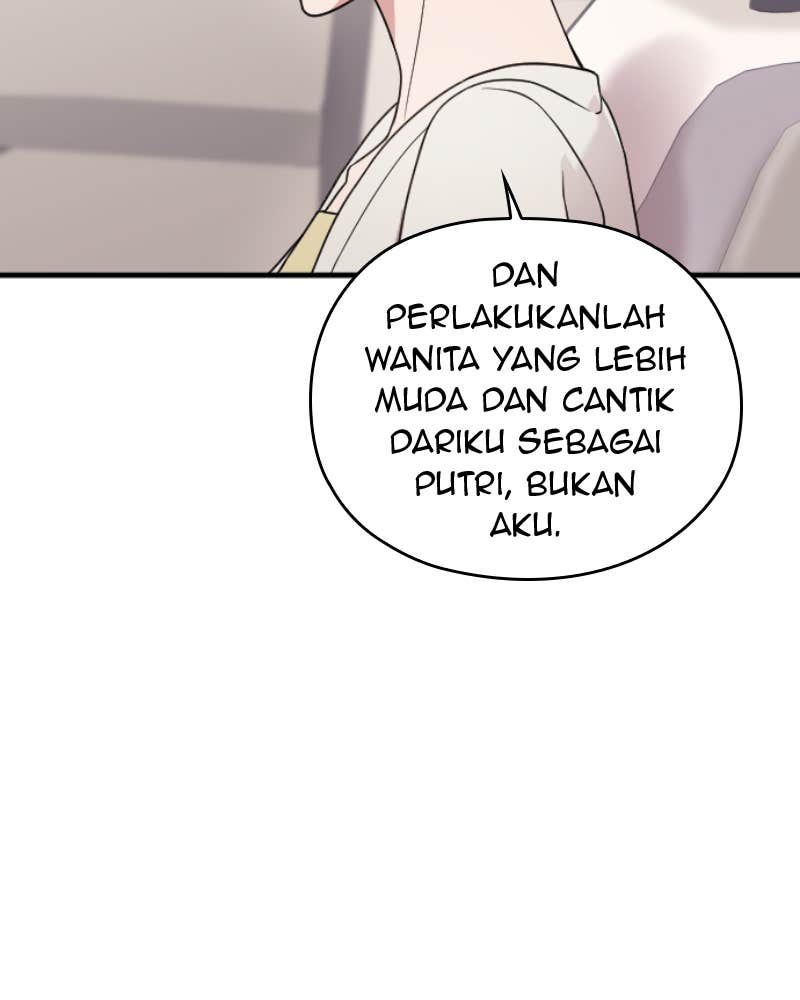 DAN
PERLAKUKANLAH
WANITA YANG LEBIH
MUDA DAN CANTIK
DARIKU SEBAGAI
PUTRI, BUKAN
AKU.